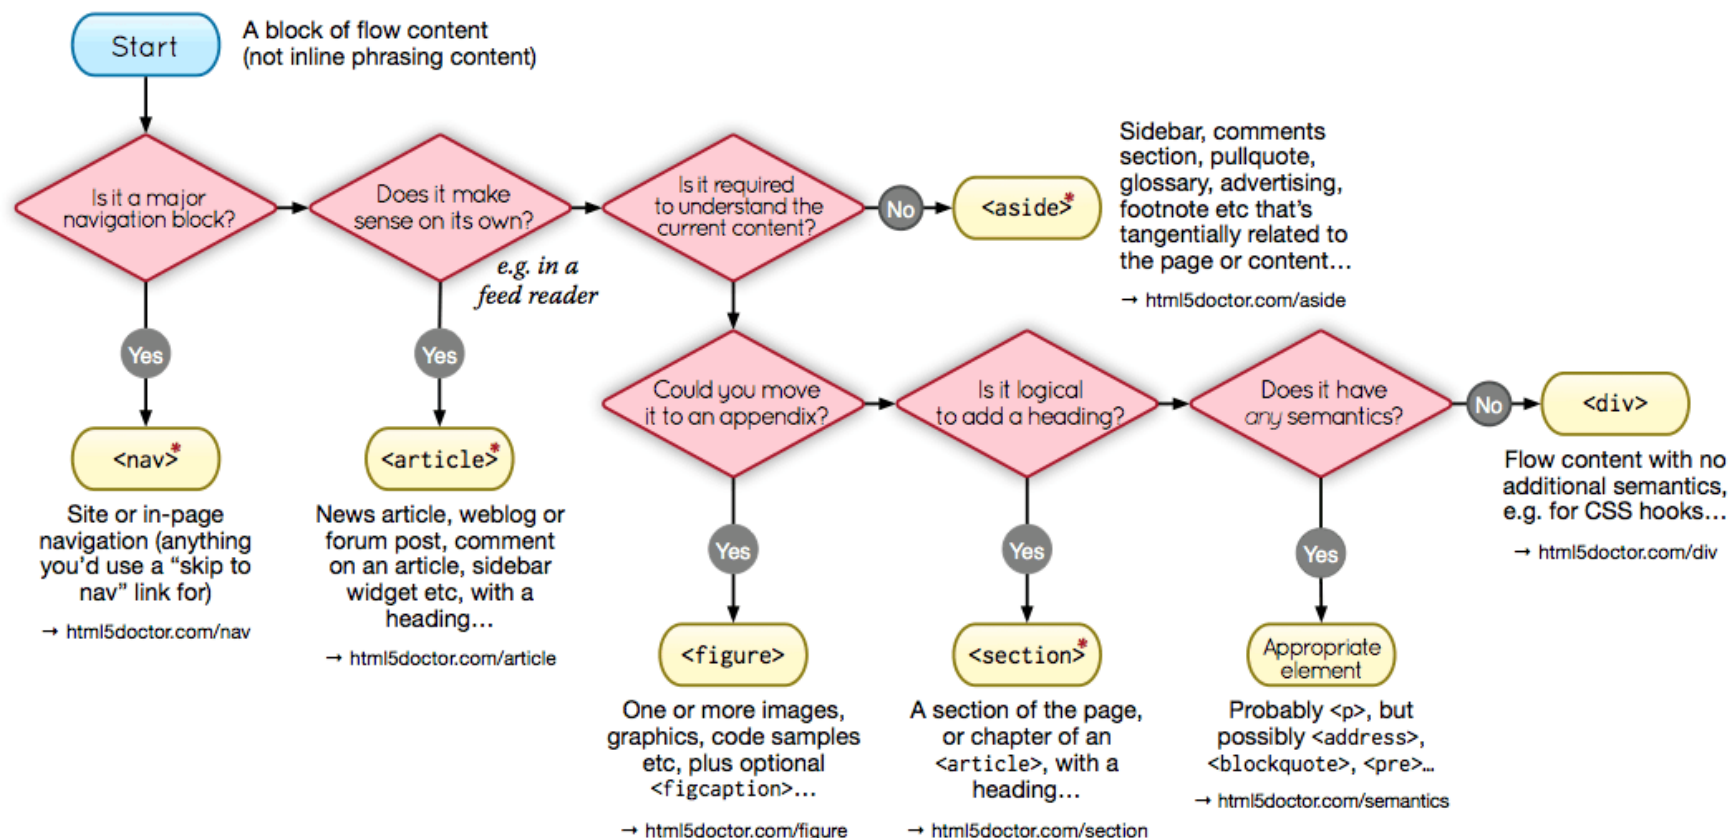 Start
A block of flow content
(not inline phrasing content)
Is it a major
navigation block?
Does it make
sense on its own?
e.g. in a
feed reader
Is it required
to understand the
current content?
No
<aside>*
Sidebar, comments
section, pullquote,
glossary, advertising,
footnote etc that’s
tangentially related to
the page or content…
→ html5doctor.com/aside
Yes
<nav>*
Site or in-page
navigation (anything
you’d use a “skip to
nav” link for)
→ html5doctor.com/nav
Yes
<article>*
News article, weblog or
forum post, comment
on an article, sidebar
widget etc, with a
heading…
→ html5doctor.com/article
Could you move
it to an appendix?
Is it logical
to add a heading?
Does it have
any semantics?
No
<div>
Flow content with no
additional semantics,
e.g. for CSS hooks…
→ html5doctor.com/div
Yes
<figure>
One or more images,
graphics, code samples
etc, plus optional
<figcaption>…
→ html5doctor.com/figure
Yes
<section>*
A section of the page,
or chapter of an
<article>, with a
heading…
→ html5doctor.com/section
Yes
Appropriate
element
Probably <p>, but
possibly <address>,
<blockquote>, <pre>…
→ html5doctor.com/semantics